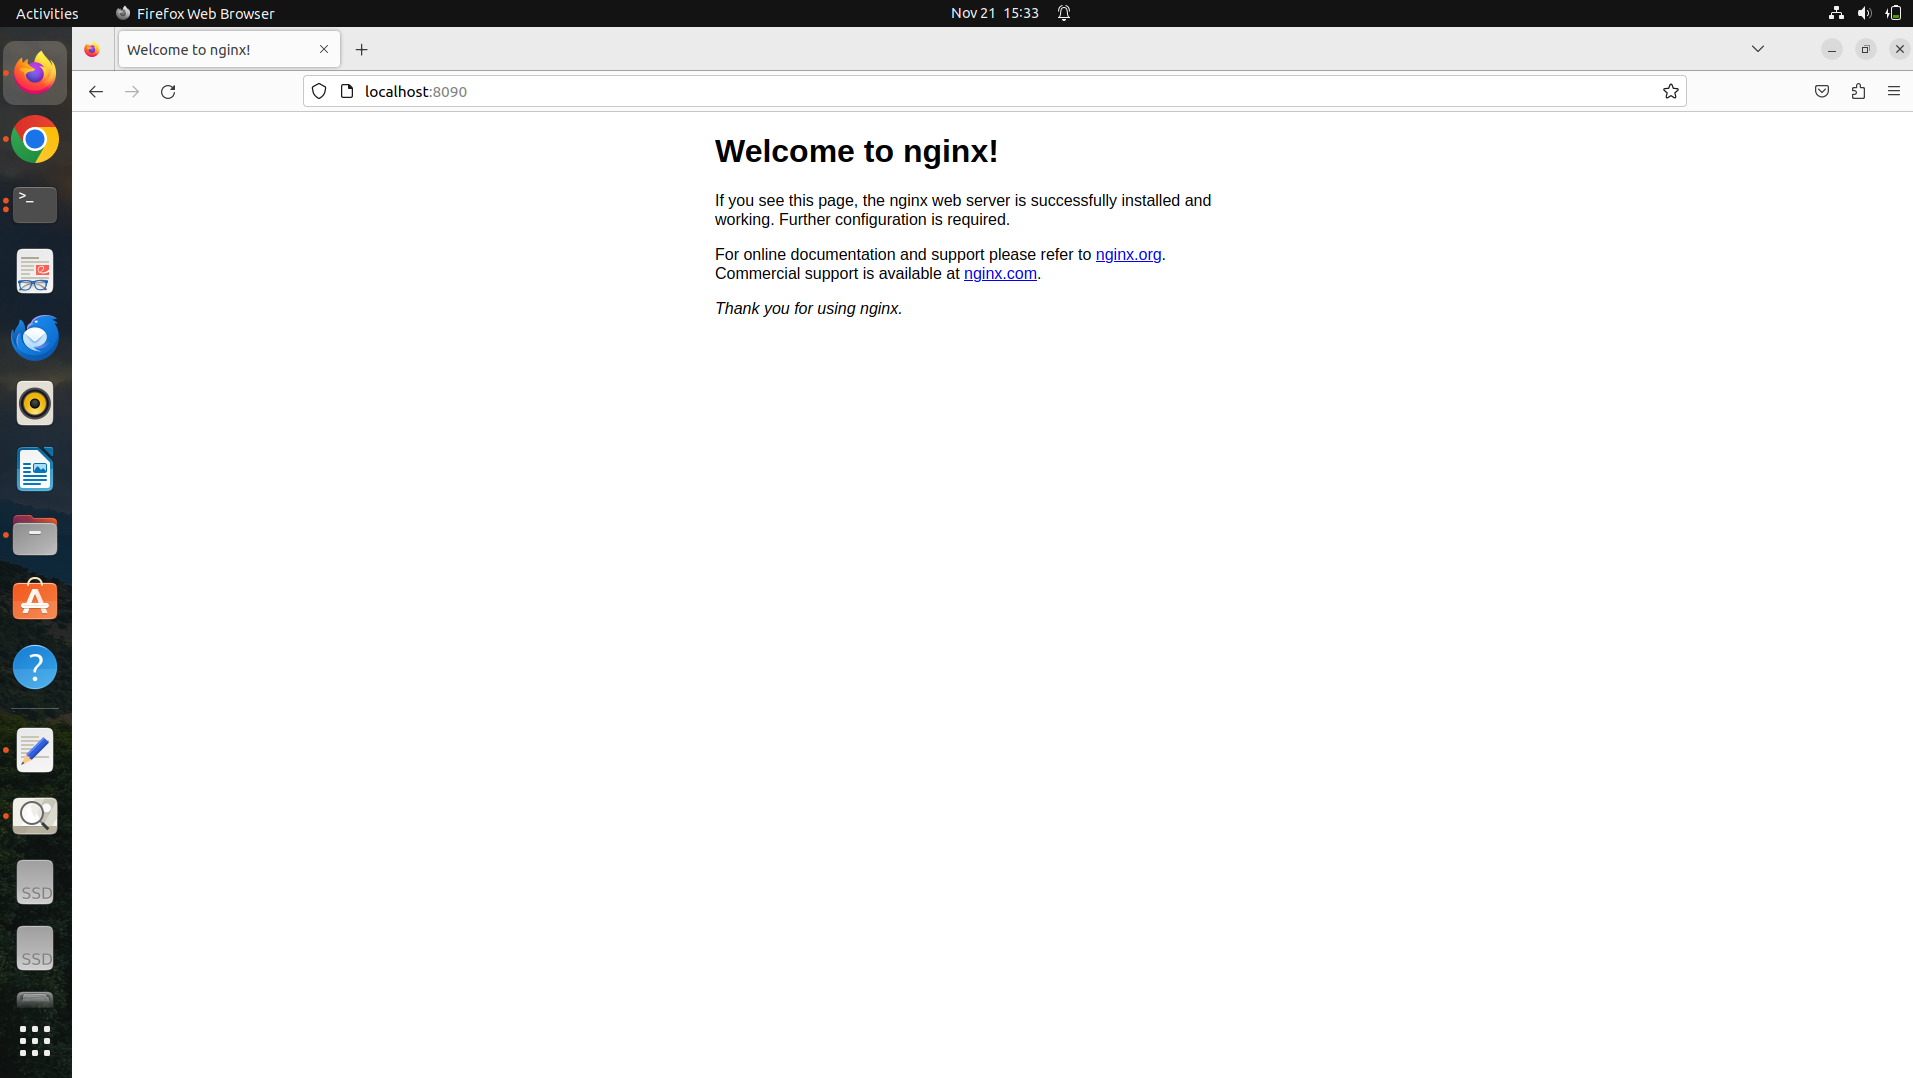 Activities
Firefox Web Browser
Nov 21 15:33
Welcome to nginx!
localhost:8090
Welcome to nginx!
If you see this page, the nginx web server is successfully installed and
working. Further configuration is required.
For online documentation and support please refer to nginx.org.
Commercial support is available at nginx.com.
Thank you for using nginx.
>_
?
SSD
SSD